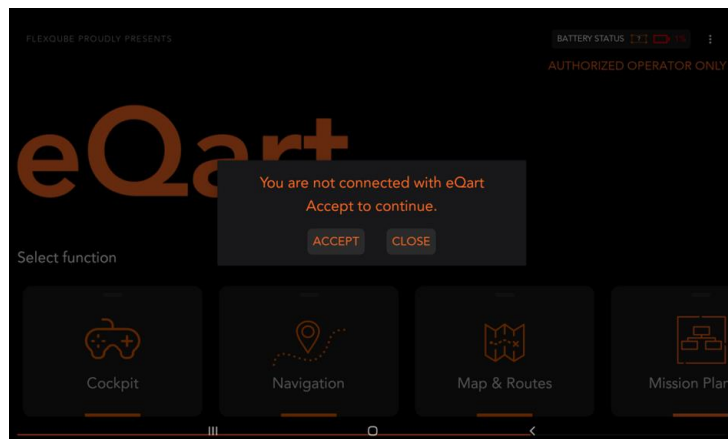 FLEXQUBE PROUDLY PRESENTS
BATTERY STATUS
AUTHORIZED OPERATOR ONLY
eQart
You are not connected with eQart
Accept to continue.
ACCEPT CLOSE
Select function
Cockpit Navigation Map & Routes Mission Plan